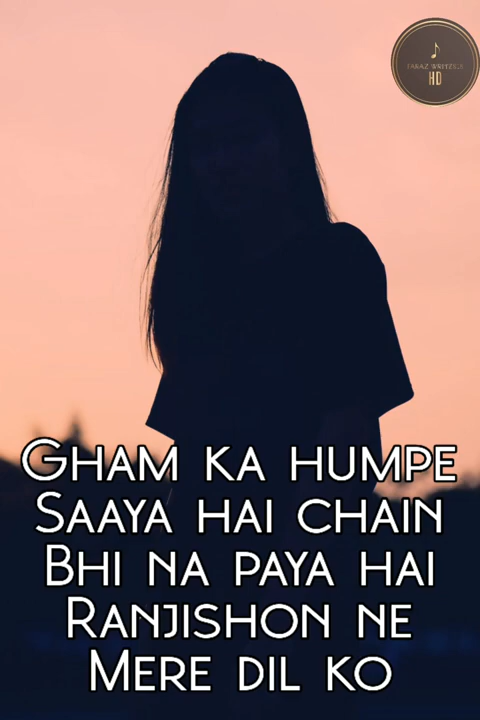 HD
Gham ka humpe
Saaya hai chain
Bhi na paya hai
Ranjishon ne
Mere dil ko